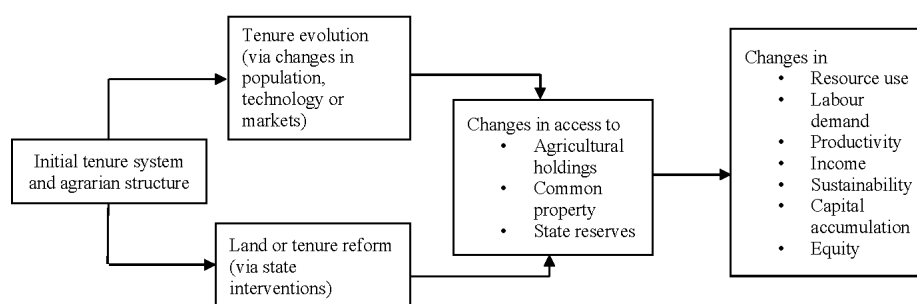 Initial tenure system
and agrarian structure
Tenure evolution
(via changes in
population,
technology or
markets)
Land or tenure reform
(via state
interventions)
Changes in access to
• Agricultural
holdings
• Common
property
• State reserves
Changes in
• Resource use
• Labour
demand
• Productivity
• Income
• Sustainability
• Capital
accumulation
• Equity